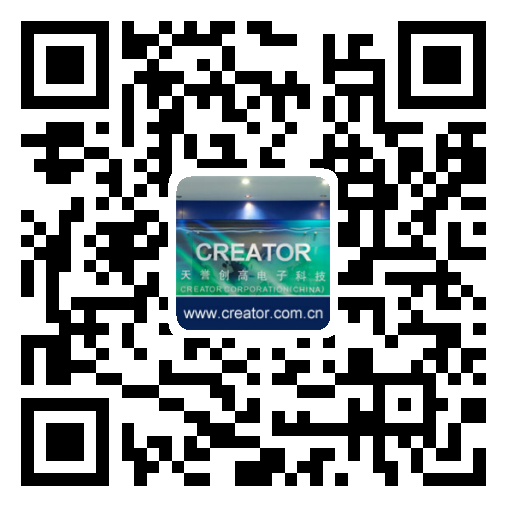 CREATOR
天誉创高电子科技
CREATOR CORPORATION(CHINA)
www.creator.com.cn